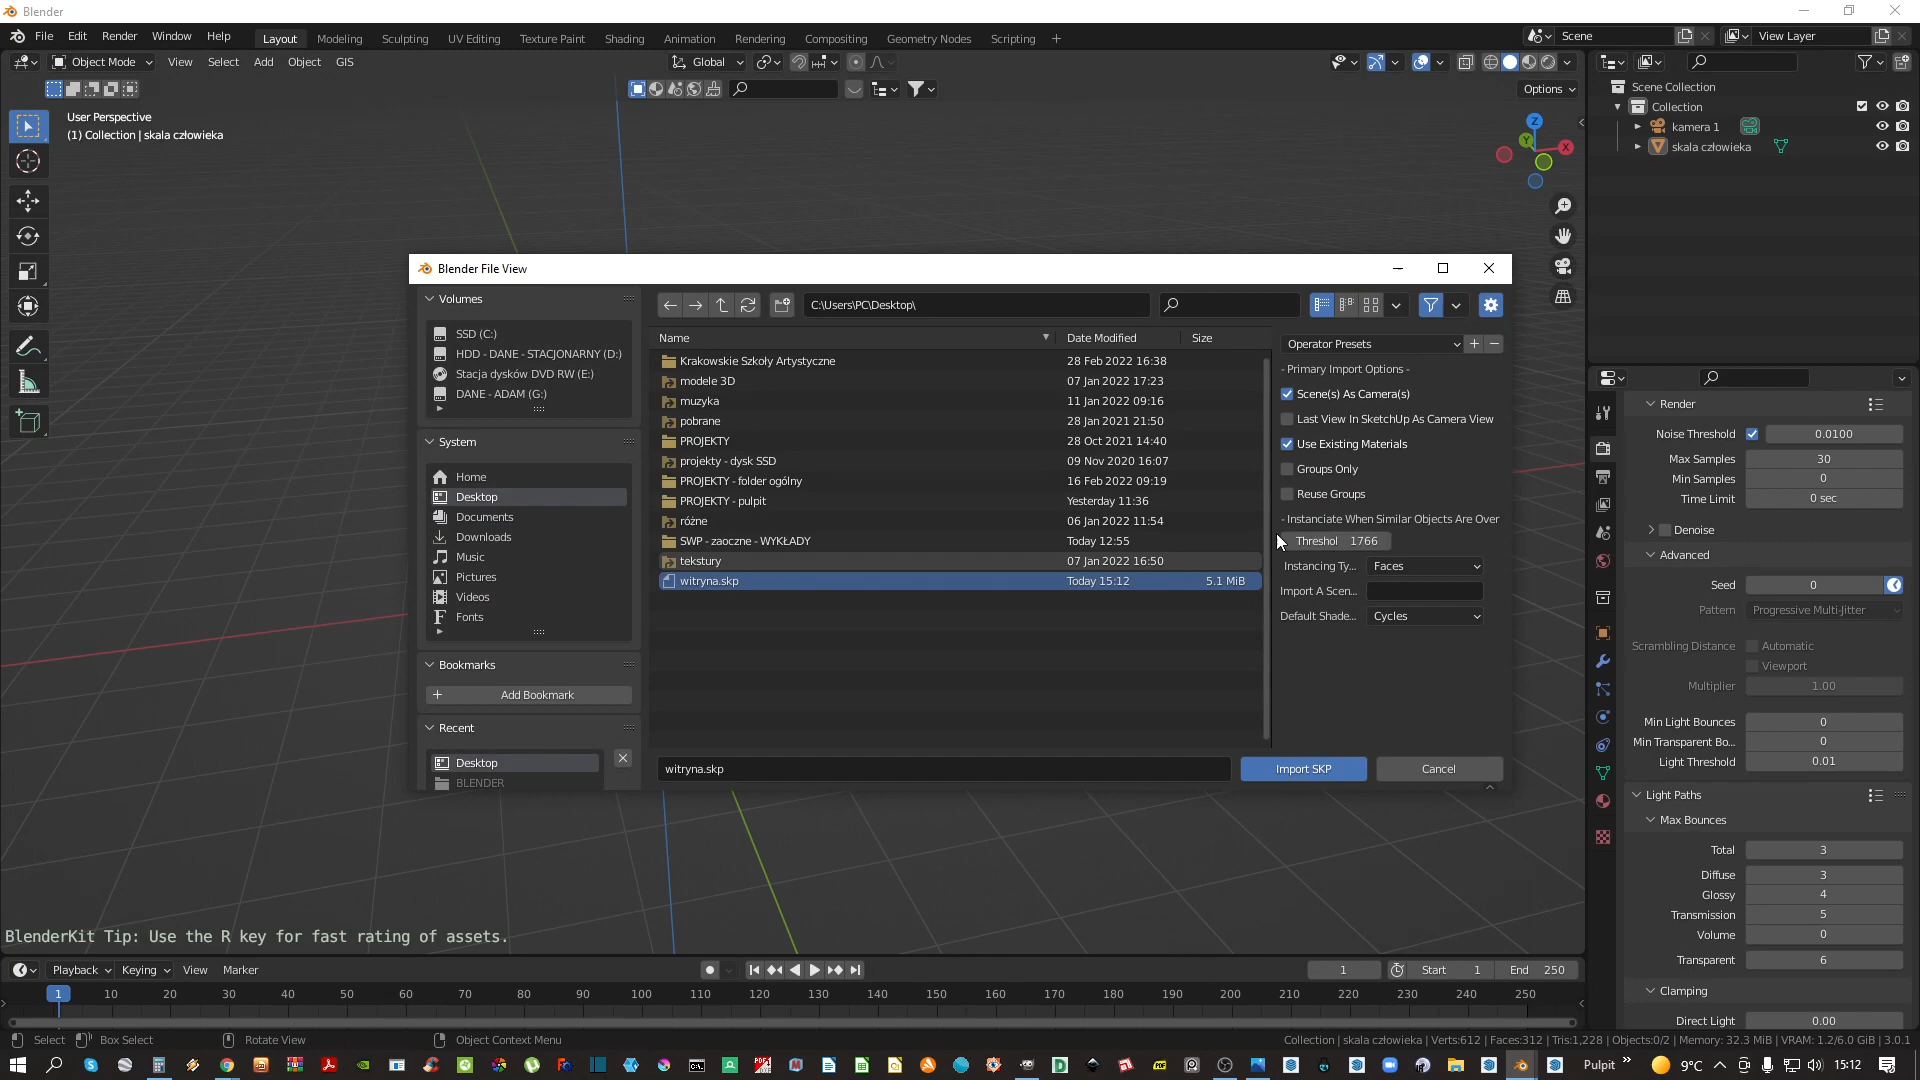 Blender
File Edit Render Window Help Layout Modeling Sculpting UV Editing Texture Paint Shading Animation Rendering Compositing Geometry Nodes Scripting + Scene View Layer
Object Mode View Select Add Object GIS Global
Options
User Perspective
(1) Collection | skala człowieka
Z
Y
X
Scene Collection
Collection
kamera 1
skala człowieka
Blender File View
Volumes
SSD (C:)
HDD - DANE - STACJONARNY (D:)
Stacja dysków DVD RW (E:)
DANE - ADAM (G:)
System
Home
Desktop
Documents
Downloads
Music
Pictures
Videos
Fonts
Bookmarks
Add Bookmark
Recent
Desktop
BLENDER
C:\Users\PC\Desktop\
Name Date Modified Size
Krakowskie Szkoły Artystyczne 28 Feb 2022 16:38
modele 3D 07 Jan 2022 17:23
muzyka 11 Jan 2022 09:16
pobrane 28 Jan 2021 21:50
PROJEKTY 28 Oct 2021 14:40
projekty - dysk SSD 09 Nov 2020 16:07
PROJEKTY - folder ogólny 16 Feb 2022 09:19
PROJEKTY - pulpit Yesterday 11:36
różne 06 Jan 2022 11:54
SWP - zaoczne - WYKŁADY Today 12:55
tekstury 07 Jan 2022 16:50
witryna.skp Today 15:12 5.1 MiB
witryna.skp
Import SKP
Cancel
Operator Presets
- Primary Import Options -
Scene(s) As Camera(s)
Last View In SketchUp As Camera View
Use Existing Materials
Groups Only
Reuse Groups
- Instanciate When Similar Objects Are Over
Threshol 1766
Instancing Ty... Faces
Import A Scen...
Default Shade... Cycles
Render
Noise Threshold 0.0100
Max Samples 30
Min Samples 0
Time Limit 0 sec
Denoise
Advanced
Seed 0
Pattern Progressive Multi-Jitter
Scrambling Distance Automatic
Viewport
Multiplier 1.00
Min Light Bounces 0
Min Transparent Bo... 0
Light Threshold 0.01
Light Paths
Max Bounces
Total 3
Diffuse 3
Glossy 4
Transmission 5
Volume 0
Transparent 6
Clamping
Direct Light 0.00
BlenderKit Tip: Use the R key for fast rating of assets.
Playback Keying View Marker 1 Start 1 End 250
1 10 20 30 40 50 60 70 80 90 100 110 120 130 140 150 160 170 180 190 200 210 220 230 240 250
Select Box Select Rotate View Object Context Menu Collection | skala człowieka | Verts:612 | Faces:312 | Tris:1,228 | Objects:0/2 | Memory: 32.3 MiB | VRAM: 1.2/6.0 GiB | 3.0.1
Pulpit 9°C 15:12